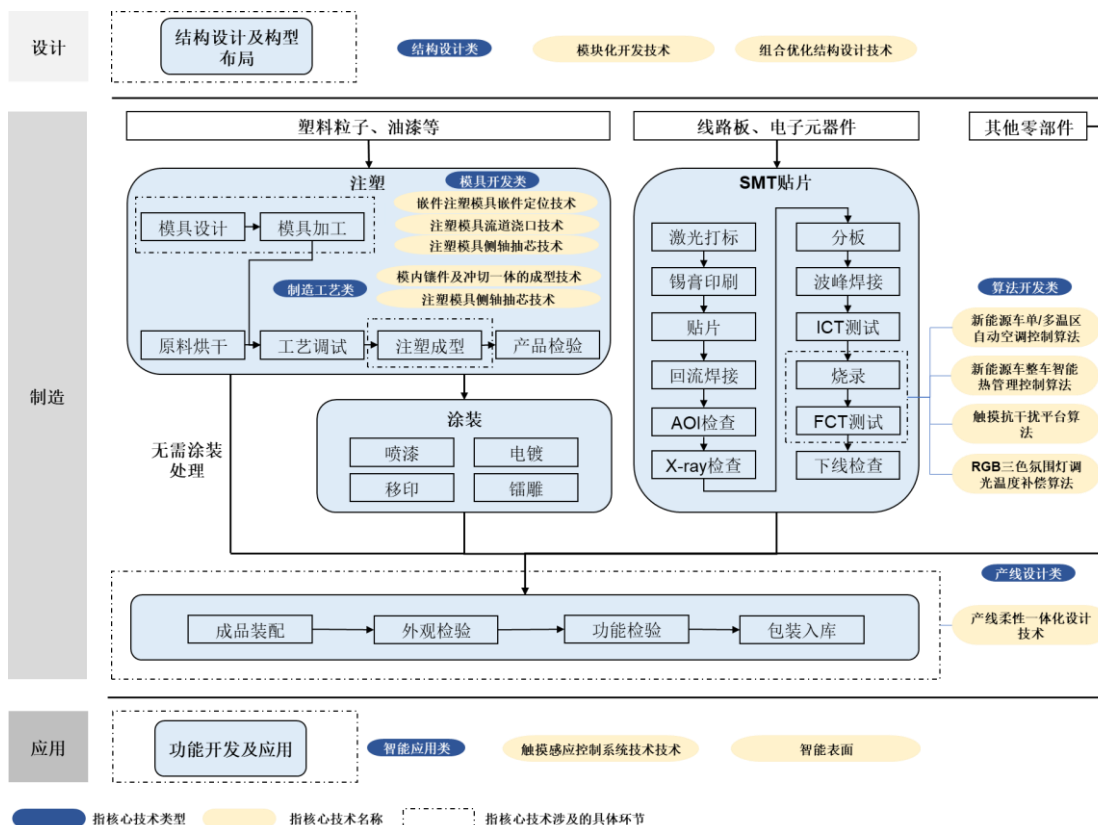 设计
结构设计及构型
布局
结构设计类
模块化开发技术
组合优化结构设计技术
制造
塑料粒子、油漆等
线路板、电子元器件
其他零部件
注塑
模具开发类
嵌件注塑模具嵌件定位技术
注塑模具流道浇口技术
注塑模具侧轴抽芯技术
模具设计
模具加工
制造工艺类
模内镶件及冲切一体的成型技术
注塑模具侧轴抽芯技术
原料烘干
工艺调试
注塑成型
产品检验
无需涂装
处理
涂装
喷漆
电镀
移印
镭雕
SMT贴片
激光打标
锡膏印刷
贴片
回流焊接
AOI检查
X-ray检查
分板
波峰焊接
ICT测试
烧录
FCT测试
下线检查
算法开发类
新能源车单/多温区
自动空调控制算法
新能源车整车智能
热管理控制算法
触摸抗干扰平台算
法
RGB三色氛围灯调
光温度补偿算法
成品装配
外观检验
功能检验
包装入库
产线设计类
产线柔性一体化设计
技术
应用
功能开发及应用
智能应用类
触摸感应控制系统技术技术
智能表面
指核心技术类型
指核心技术名称
指核心技术涉及的具体环节